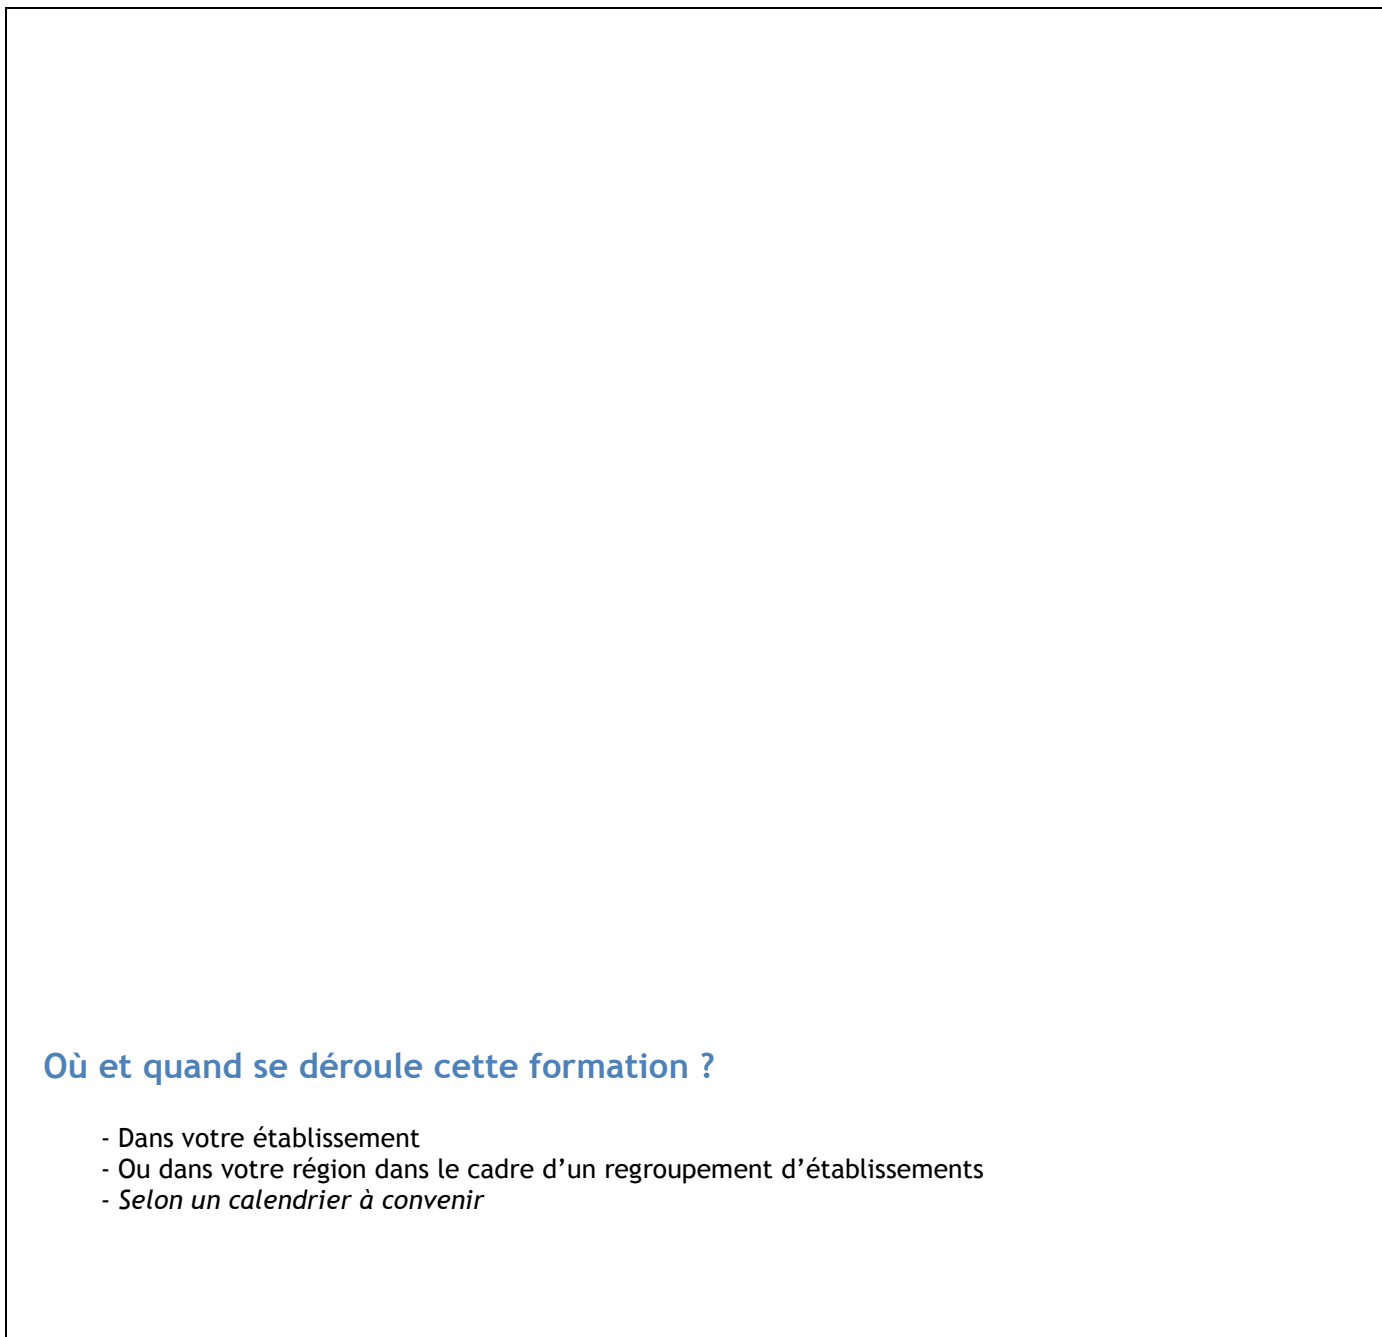 Où et quand se déroule cette formation ?
- Dans votre établissement
- Ou dans votre région dans le cadre d’un regroupement d’établissements
- Selon un calendrier à convenir